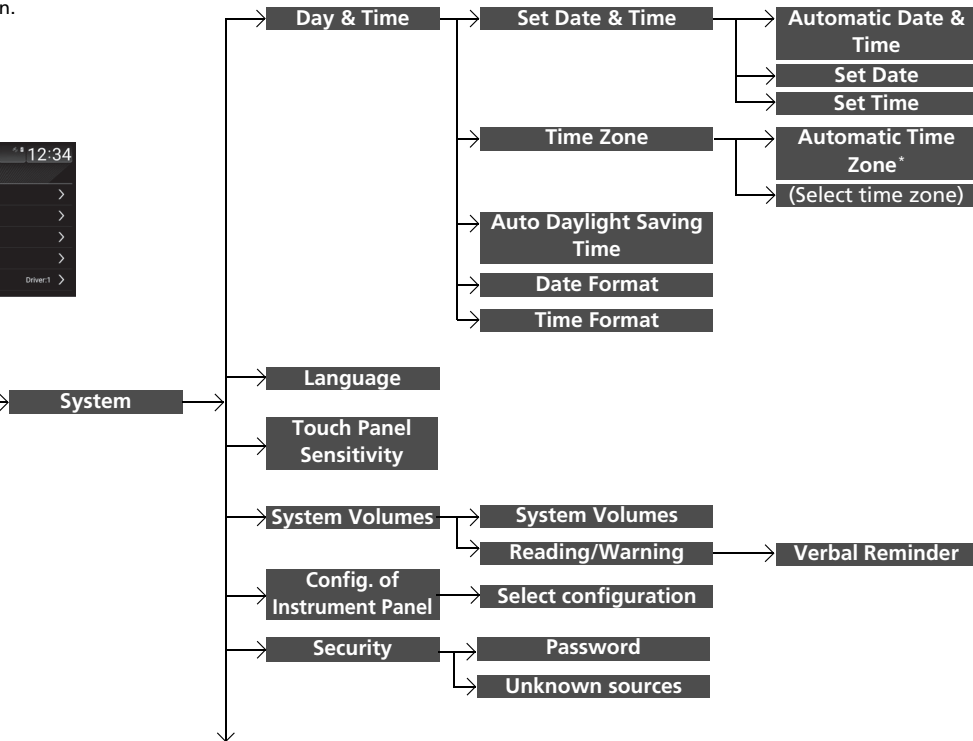 n.
12:34
Driver:1
System
Day & Time
Set Date & Time
Automatic Date &
Time
Set Date
Set Time
Time Zone
Automatic Time
Zone*
(Select time zone)
Auto Daylight Saving
Time
Date Format
Time Format
Language
Touch Panel
Sensitivity
System Volumes
System Volumes
Reading/Warning
Verbal Reminder
Config. of
Instrument Panel
Select configuration
Security
Password
Unknown sources